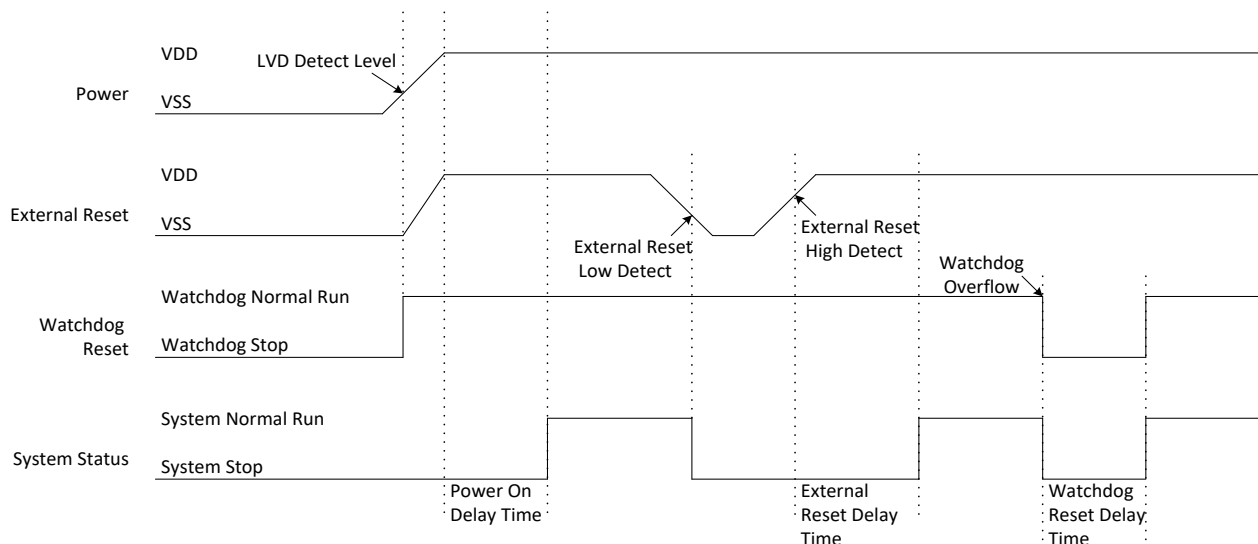 VDD
LVD Detect Level
Power
VSS
VDD
External Reset
VSS
External Reset
Low Detect
External Reset
High Detect
Watchdog
Overflow
Watchdog Normal Run
Watchdog
Reset
Watchdog Stop
System Normal Run
System Status
System Stop
Power On
Delay Time
External
Reset Delay
Time
Watchdog
Reset Delay
Time